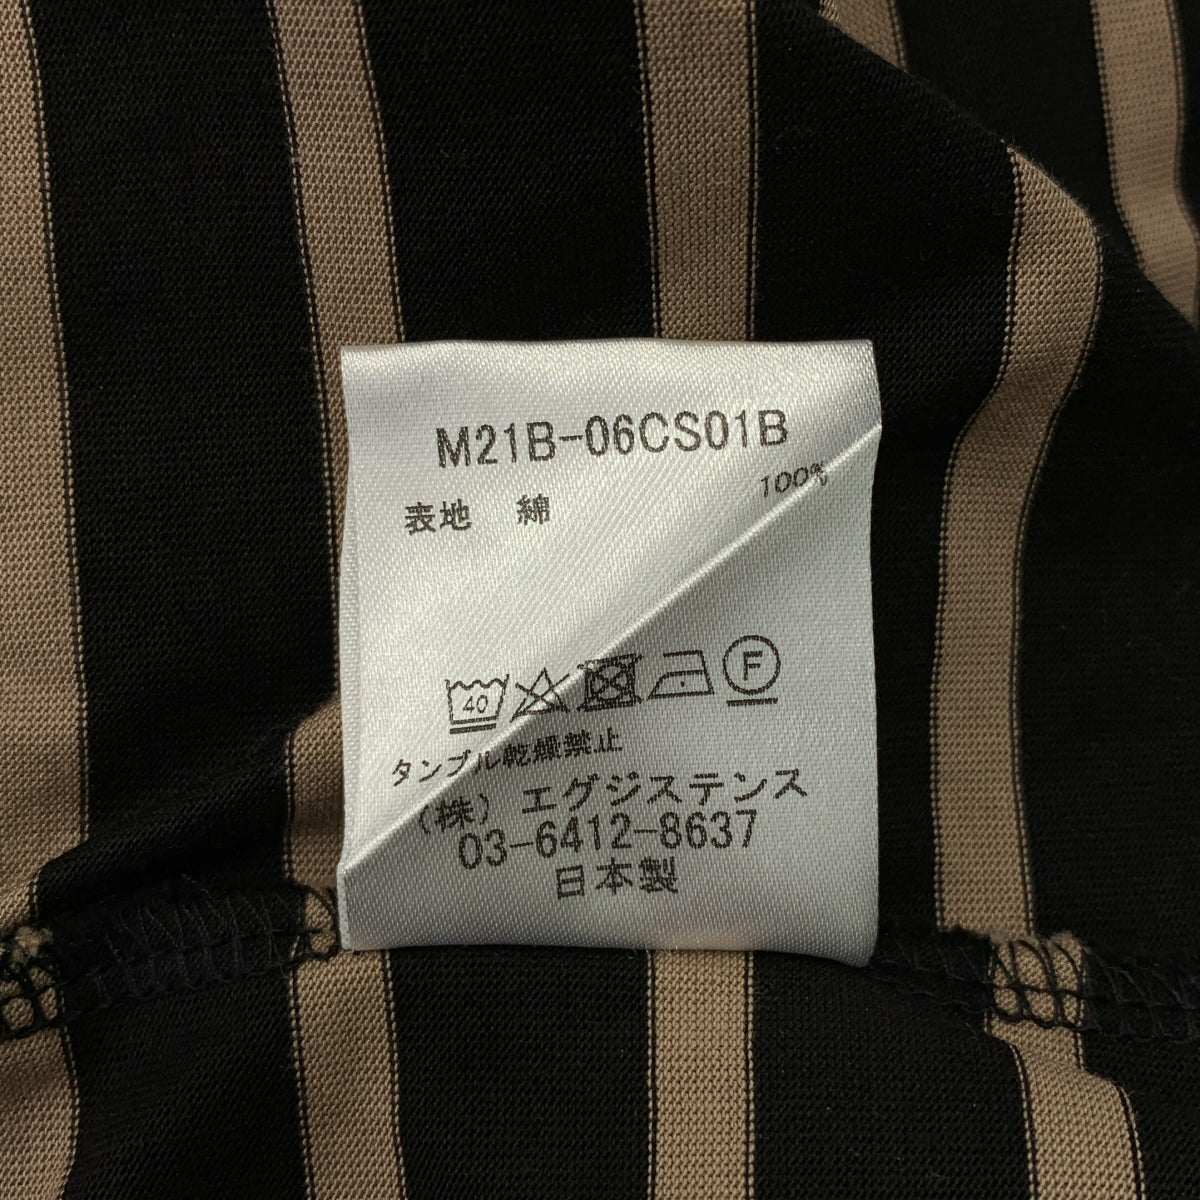 M21B-06CS01B
表地 綿 100%
40 F
タンブル乾燥禁止
(株) エグジステンス
03-6412-8637
日本製